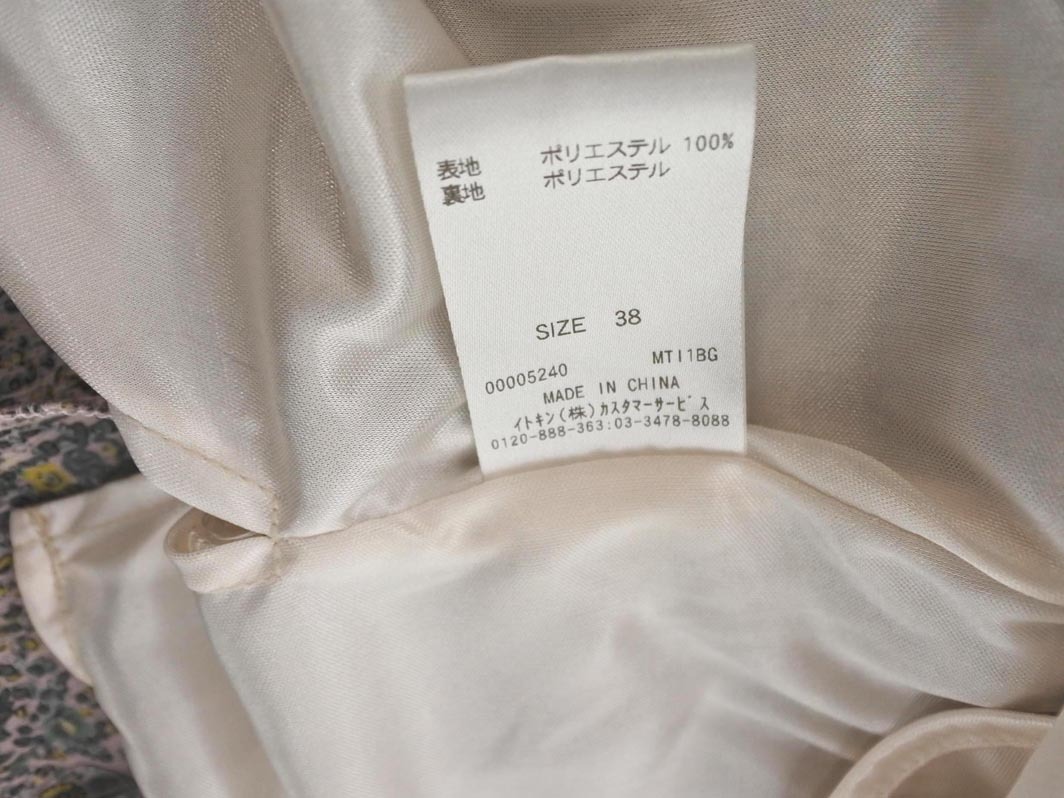 表地 ポリエステル 100%
裏地 ポリエステル
SIZE 38
00005240 MTI1BG
MADE IN CHINA
イトキン(株)カスタマーサービス
0120-888-363:03-3478-8088